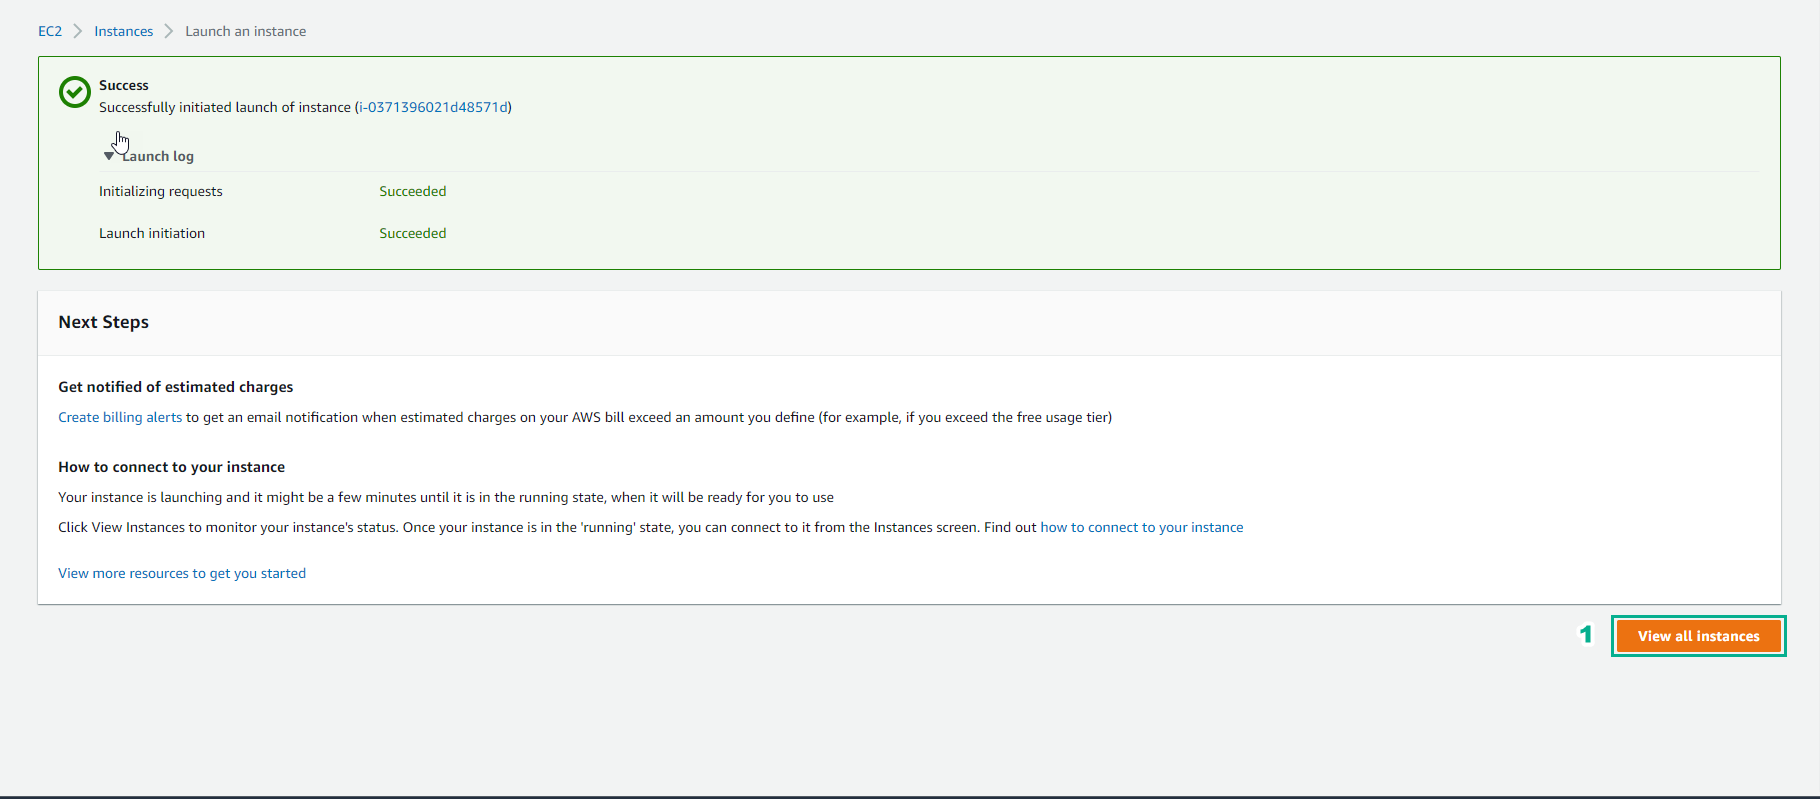 EC2 Instances Launch an instance
Success
Successfully initiated launch of instance (i-0371396021d48571d)
Launch log
Initializing requests Succeeded
Launch initiation Succeeded
Next Steps
Get notified of estimated charges
Create billing alerts to get an email notification when estimated charges on your AWS bill exceed an amount you define (for example, if you exceed the free usage tier)
How to connect to your instance
Your instance is launching and it might be a few minutes until it is in the running state, when it will be ready for you to use
Click View Instances to monitor your instance's status. Once your instance is in the 'running' state, you can connect to it from the Instances screen. Find out how to connect to your instance
View more resources to get you started
1 View all instances